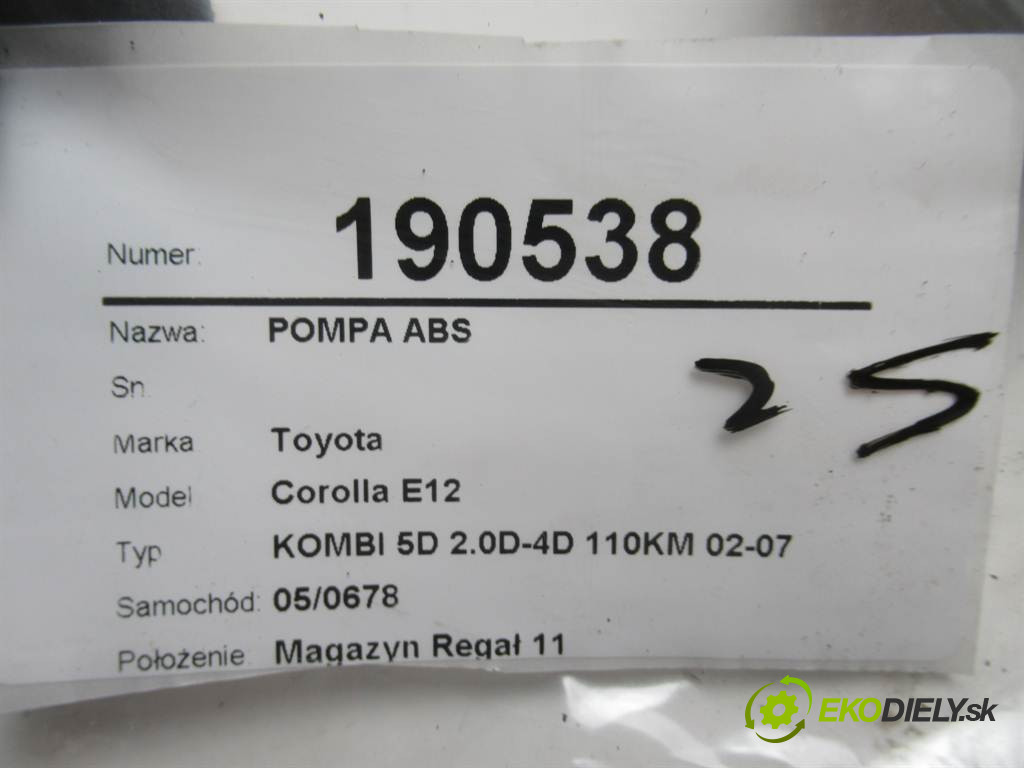 Numer: 190538
Nazwa: POMPA ABS
Sn.
25
Marka Toyota
Model Corolla E12
Typ KOMBI 5D 2.0D-4D 110KM 02-07
Samochód: 05/0678
Położenie Magazyn Regał 11
EKODIELY.sk